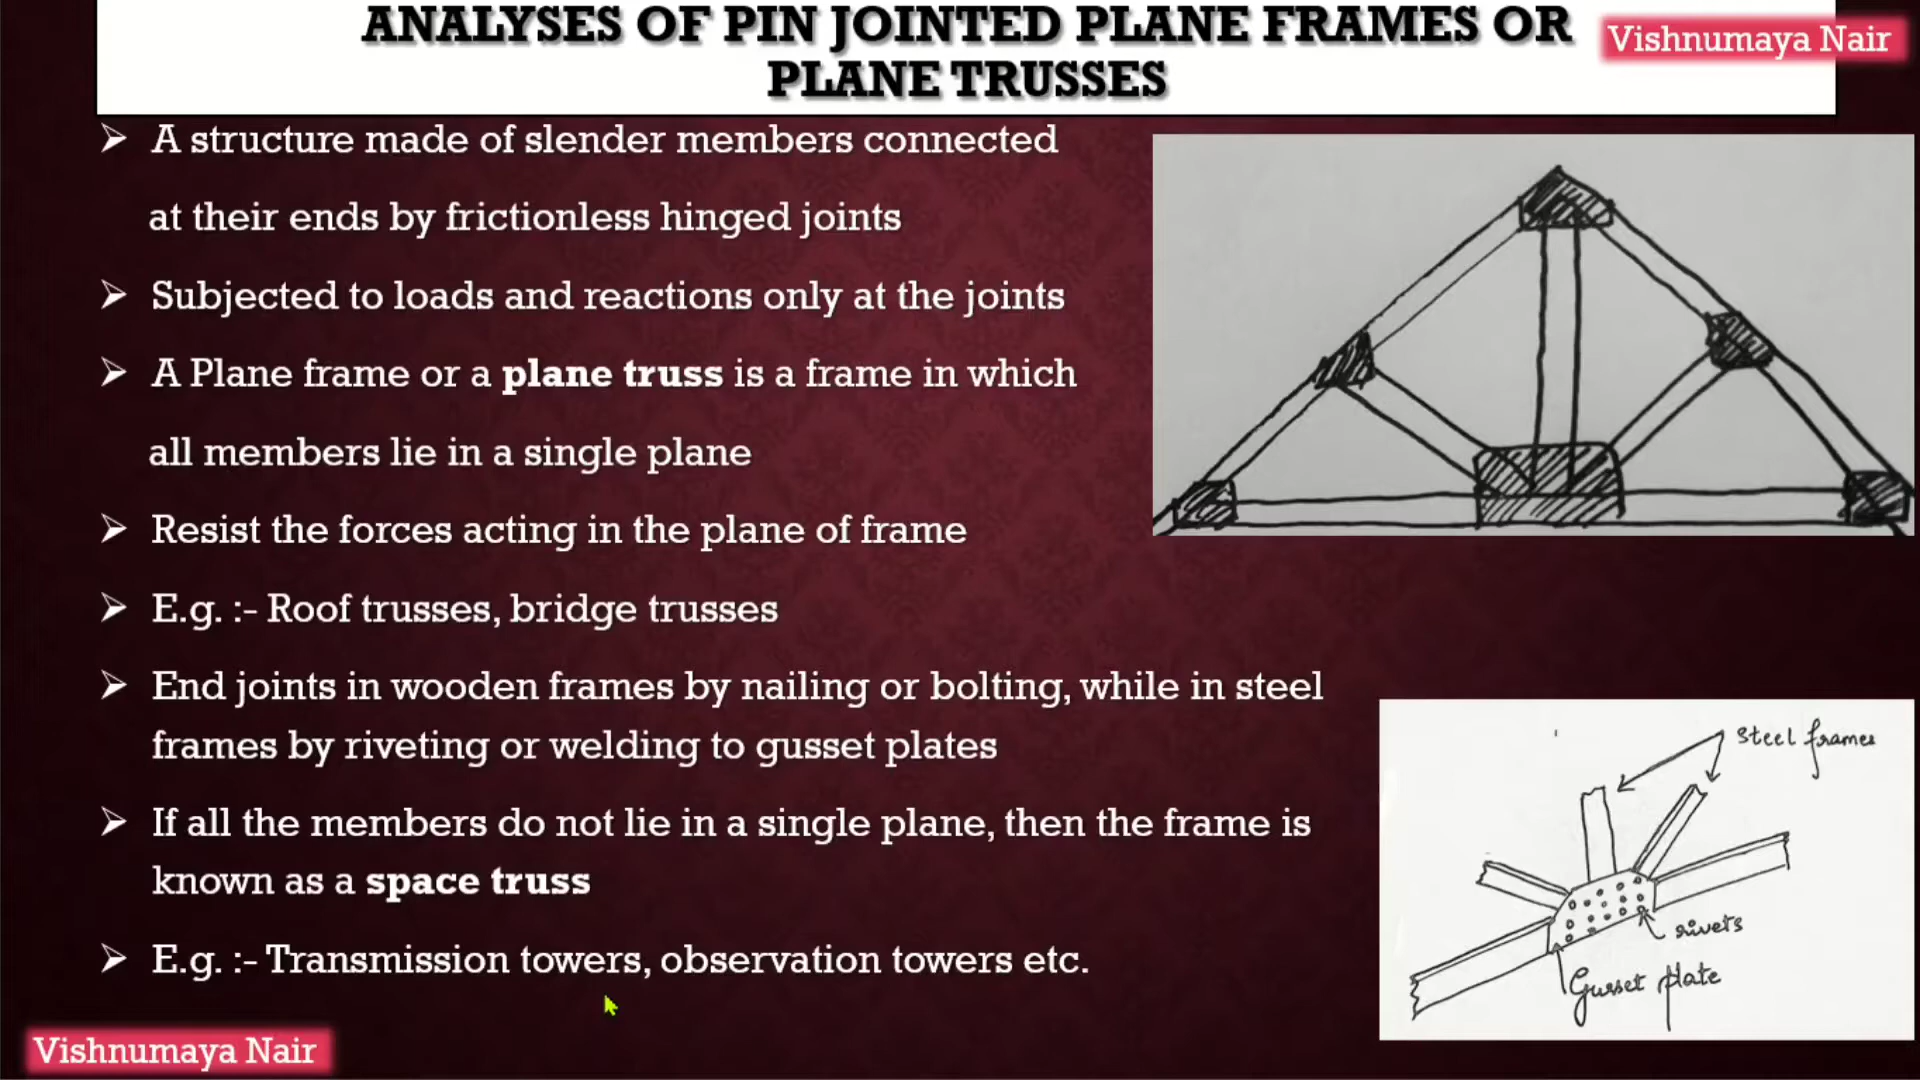 ANALYSES OF PIN JOINTED PLANE FRAMES OR
PLANE TRUSSES
Vishnumaya Nair
A structure made of slender members connected
at their ends by frictionless hinged joints
Subjected to loads and reactions only at the joints
A Plane frame or a plane truss is a frame in which
all members lie in a single plane
Resist the forces acting in the plane of frame
E.g. :- Roof trusses, bridge trusses
End joints in wooden frames by nailing or bolting, while in steel
frames by riveting or welding to gusset plates
If all the members do not lie in a single plane, then the frame is
known as a space truss
E.g. :- Transmission towers, observation towers etc.
Steel frames
rivets
Gusset plate
Vishnumaya Nair